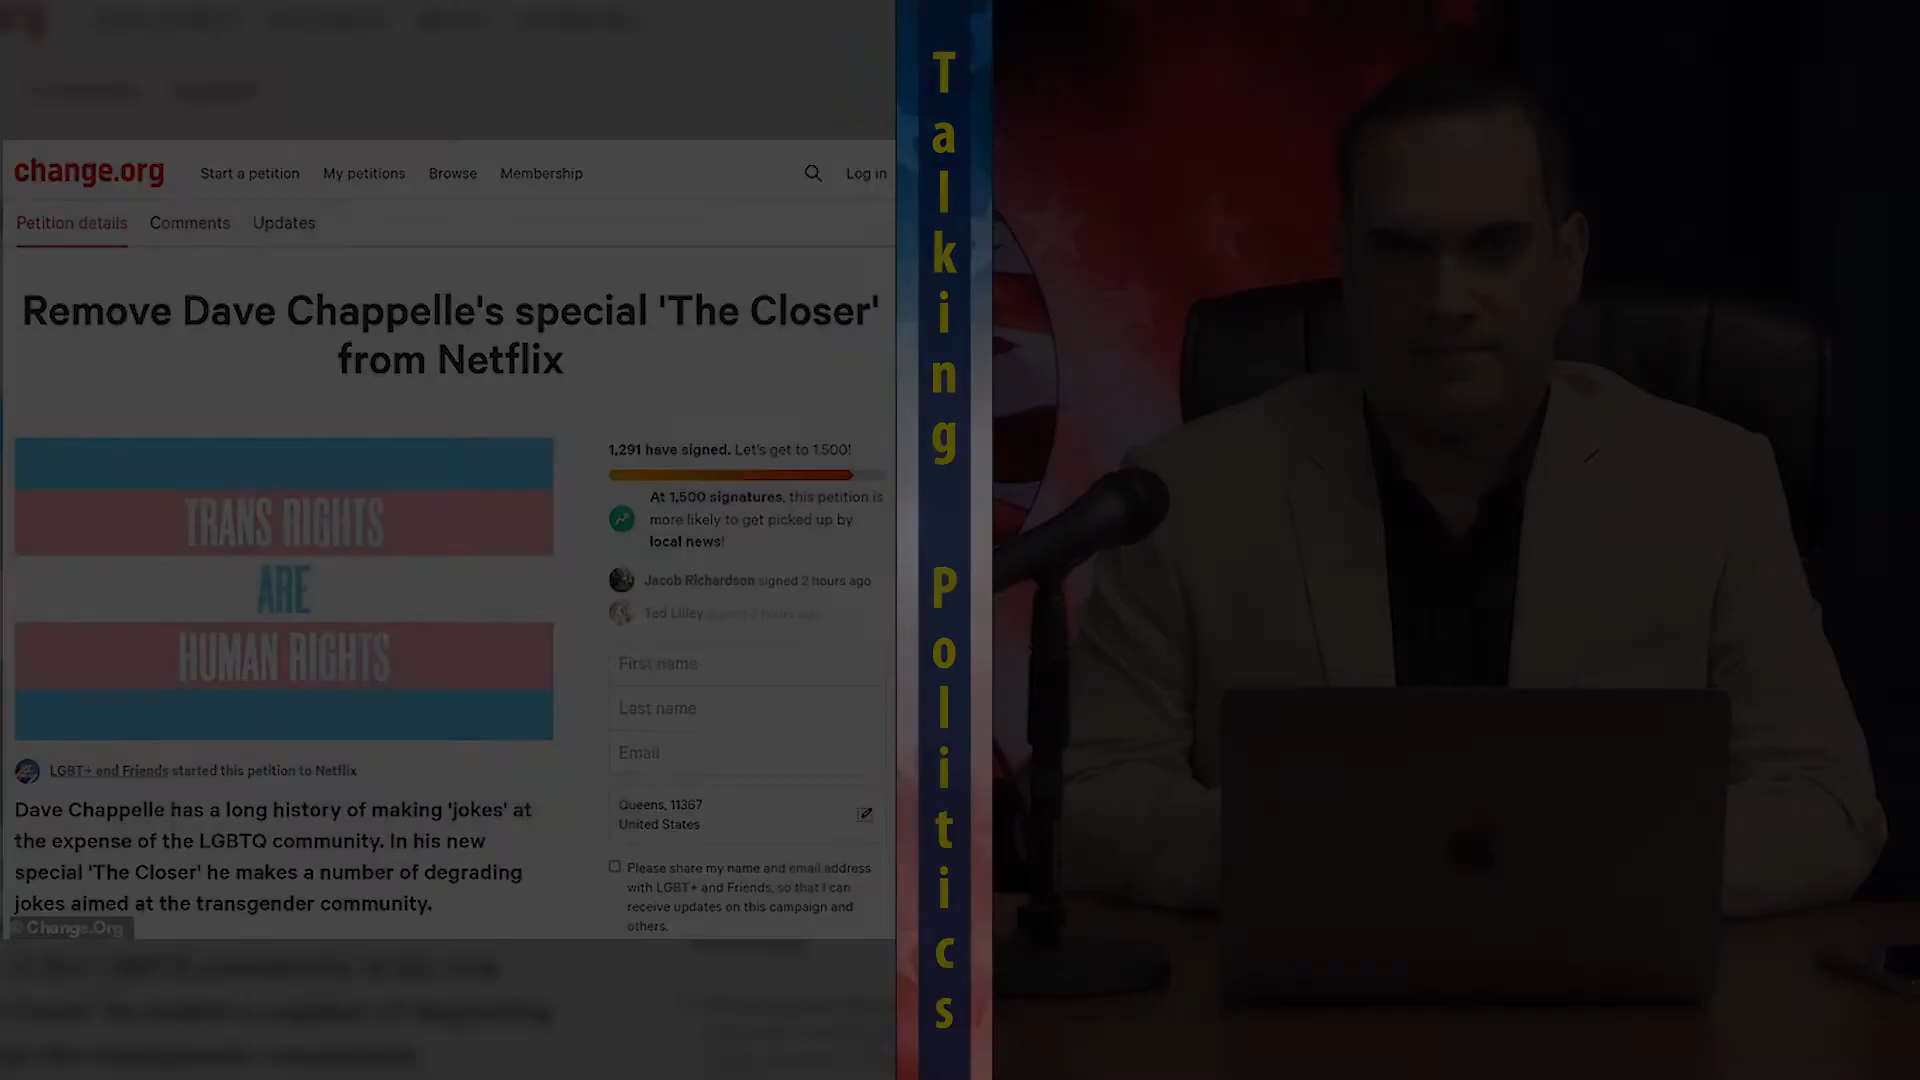 change.org
Start a petition
My petitions
Browse
Membership
Log in
Petition details
Comments
Updates
Remove Dave Chappelle's special 'The Closer'
from Netflix
TRANS RIGHTS
ARE
HUMAN RIGHTS
1,291 have signed. Let's get to 1,500!
At 1,500 signatures, this petition is
more likely to get picked up by
local news!
Jacob Richardson signed 2 hours ago
Ted Lilley signed 2 hours ago
First name
Last name
Email
Queens, 11367
United States
Please share my name and email address
with LGBT+ and Friends, so that I can
receive updates on this campaign and
others.
LGBT+ and Friends started this petition to Netflix
Dave Chappelle has a long history of making 'jokes' at
the expense of the LGBTQ community. In his new
special 'The Closer' he makes a number of degrading
jokes aimed at the transgender community.
© Change.Org
Talking Politics